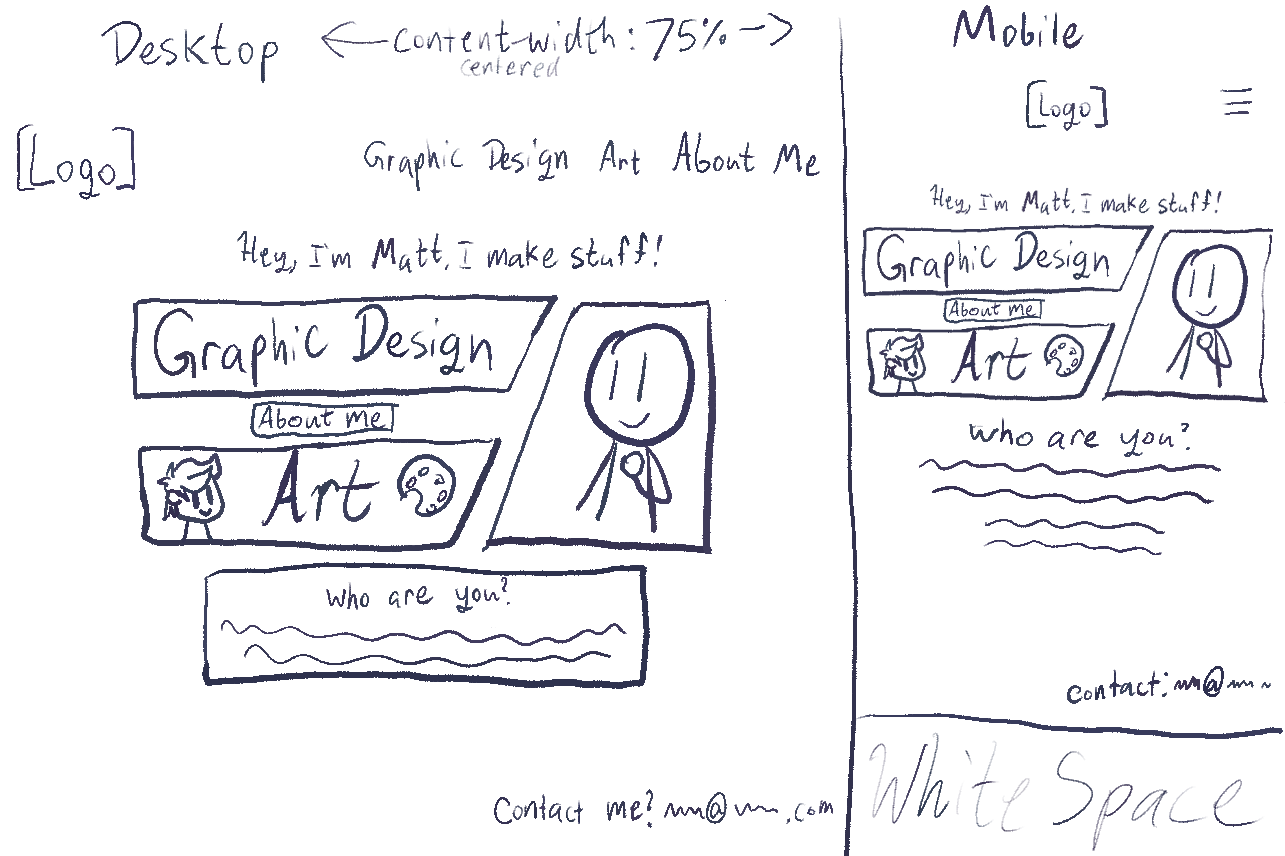 Desktop
content-width: 75%
centered
[Logo]
Graphic Design Art About Me
Hey, I'm Matt, I make stuff!
Graphic Design
About me
Art
Who are you?
Contact me? @ .com
Mobile
[Logo]
Hey, I'm Matt, I make stuff!
Graphic Design
About me
Art
Who are you?
Contact: @
White Space